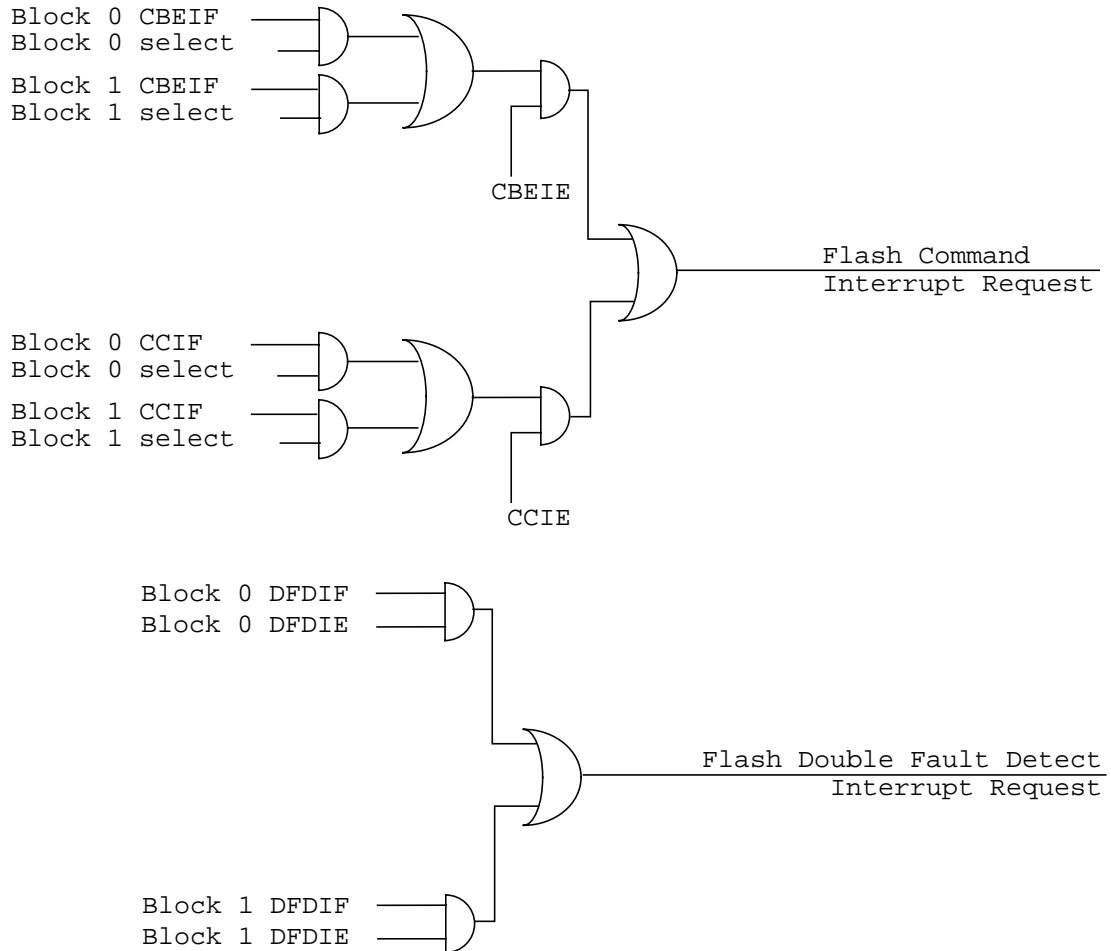 Block 0 CBEIF
Block 0 select
Block 1 CBEIF
Block 1 select
CBEIE
Flash Command
Interrupt Request
Block 0 CCIF
Block 0 select
Block 1 CCIF
Block 1 select
CCIE
Block 0 DFDIF
Block 0 DFDIE
Flash Double Fault Detect
Interrupt Request
Block 1 DFDIF
Block 1 DFDIE